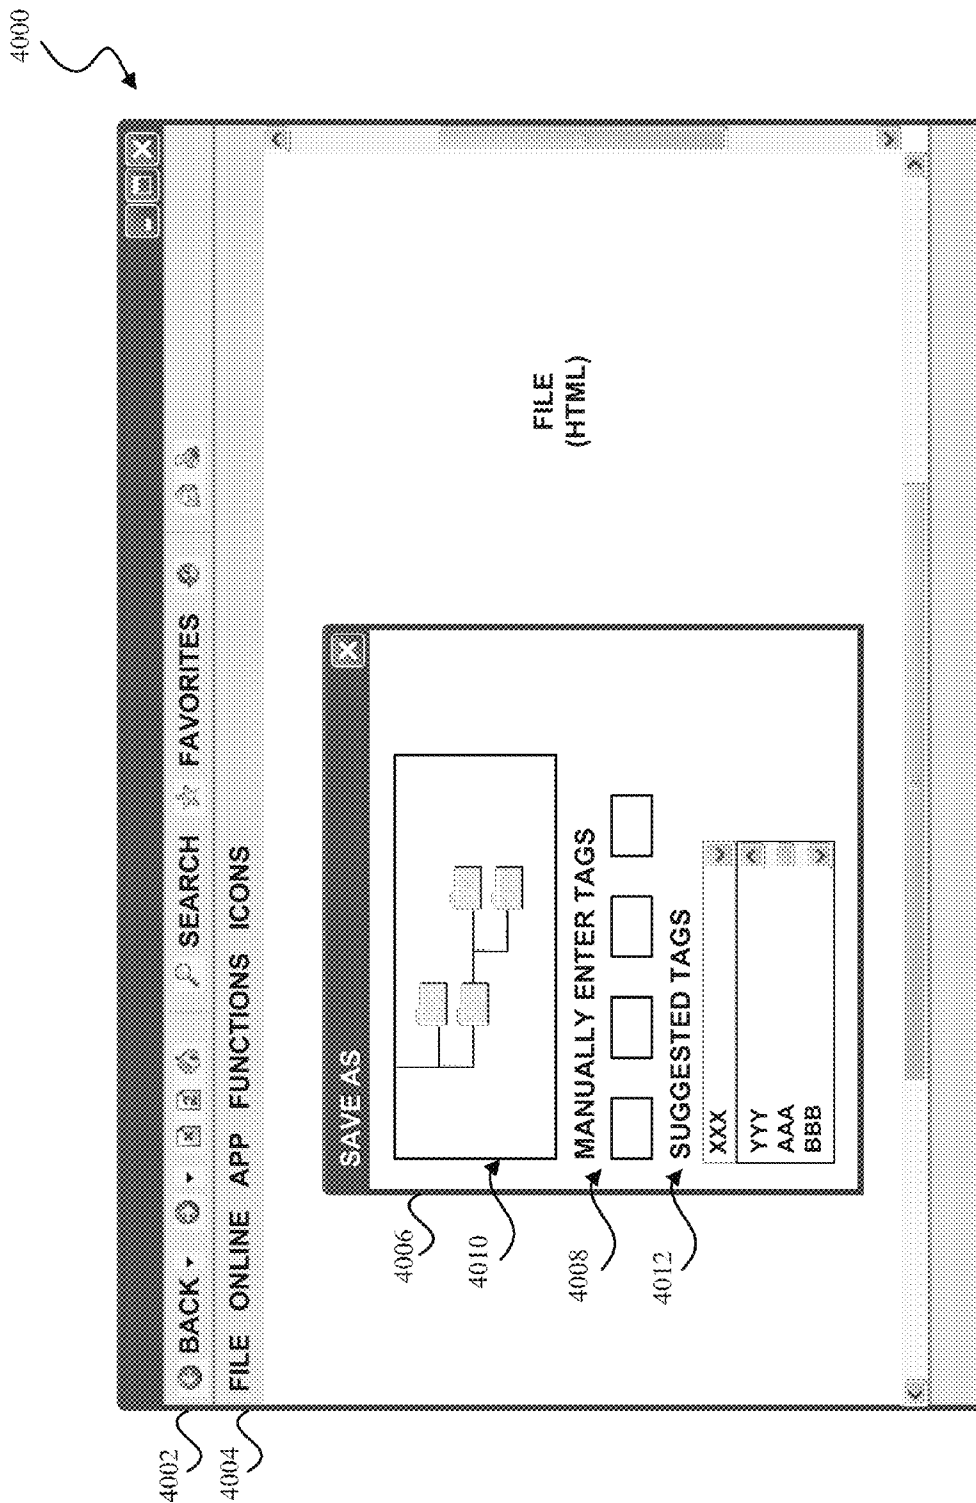 4000
BACK SEARCH FAVORITES
FILE ONLINE APP FUNCTIONS ICONS
SAVE AS
MANUALLY ENTER TAGS
SUGGESTED TAGS
XXX
YYY
AAA
BBB
FILE
(HTML)
4002
4004
4006
4010
4008
4012